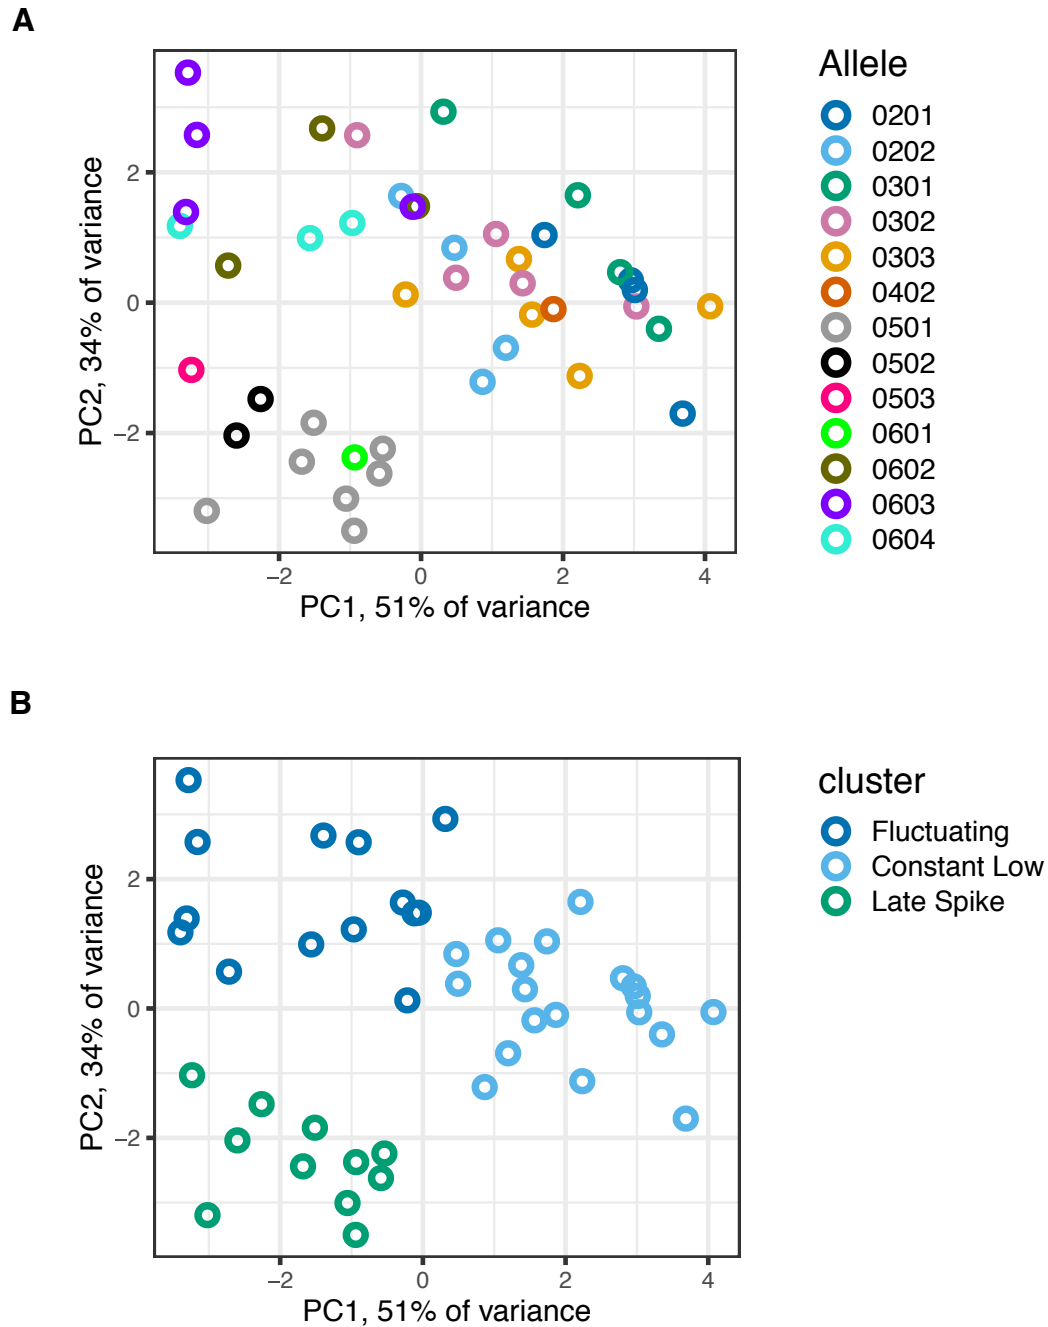 A
Allele
0201
0202
0301
0302
0303
0402
0501
0502
0503
0601
0602
0603
0604
PC2, 34% of variance
2
0
−2
−2
0
2
4
PC1, 51% of variance
B
cluster
Fluctuating
Constant Low
Late Spike
PC2, 34% of variance
2
0
−2
−2
0
2
4
PC1, 51% of variance